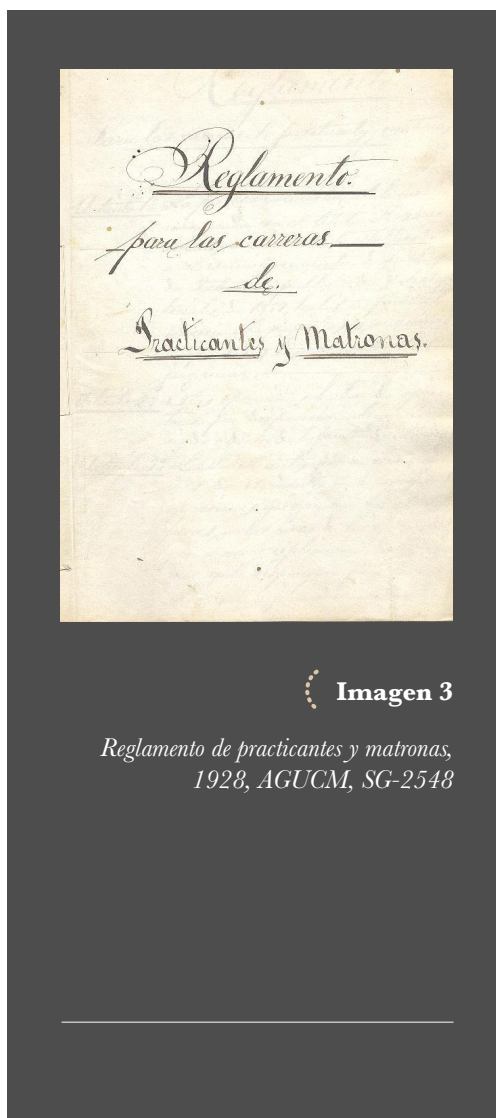 Reglamento.
para las carreras
de.
Practicantes y Matronas.
Imagen 3
Reglamento de practicantes y matronas,
1928, AGUCM, SG-2548